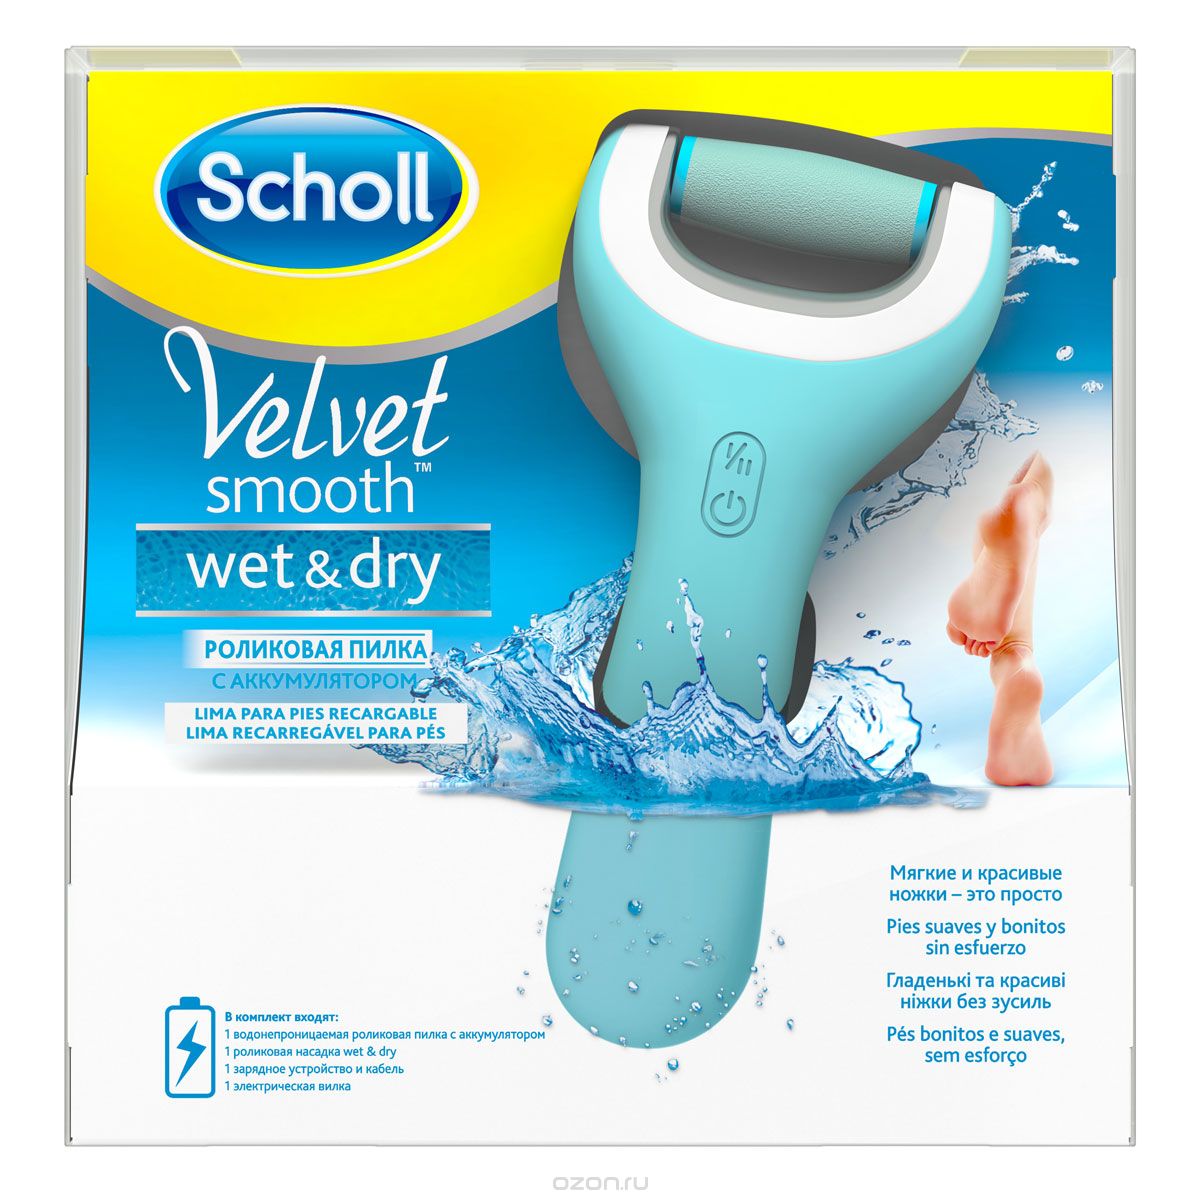 Scholl
Velvet
smooth™
wet & dry
РОЛИКОВАЯ ПИЛКА
С АККУМУЛЯТОРОМ
LIMA PARA PIES RECARGABLE
LIMA RECARREGÁVEL PARA PÉS
I/II
Мягкие и красивые
ножки – это просто
Pies suaves y bonitos
sin esfuerzo
Гладенькі та красиві
ніжки без зусиль
Pés bonitos e suaves,
sem esforço
В комплект входят:
1 водонепроницаемая роликовая пилка с аккумулятором
1 роликовая насадка wet & dry
1 зарядное устройство и кабель
1 электрическая вилка
ozon.ru